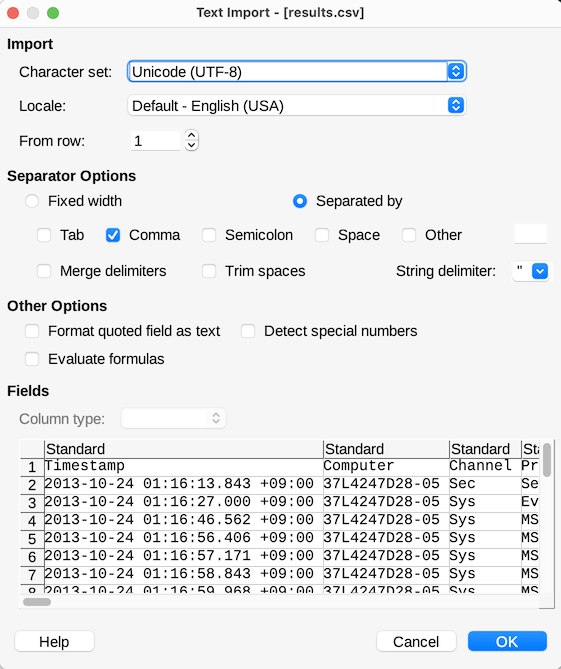 Text Import - [results.csv]
Import
Character set: Unicode (UTF-8)
Locale: Default - English (USA)
From row: 1
Separator Options
Fixed width Separated by
Tab Comma Semicolon Space Other
Merge delimiters Trim spaces String delimiter: "
Other Options
Format quoted field as text Detect special numbers
Evaluate formulas
Fields
Column type:
Standard Standard Standard Sta
1 Timestamp Computer Channel Pr
2 2013-10-24 01:16:13.843 +09:00 37L4247D28-05 Sec Se
3 2013-10-24 01:16:27.000 +09:00 37L4247D28-05 Sys Ev
4 2013-10-24 01:16:46.562 +09:00 37L4247D28-05 Sys MS
5 2013-10-24 01:16:56.406 +09:00 37L4247D28-05 Sys MS
6 2013-10-24 01:16:57.171 +09:00 37L4247D28-05 Sys MS
7 2013-10-24 01:16:58.843 +09:00 37L4247D28-05 Sys MS
8 2013-10-24 01:16:59.968 +09:00 37L4247D28-05 Sys MS
Help Cancel OK